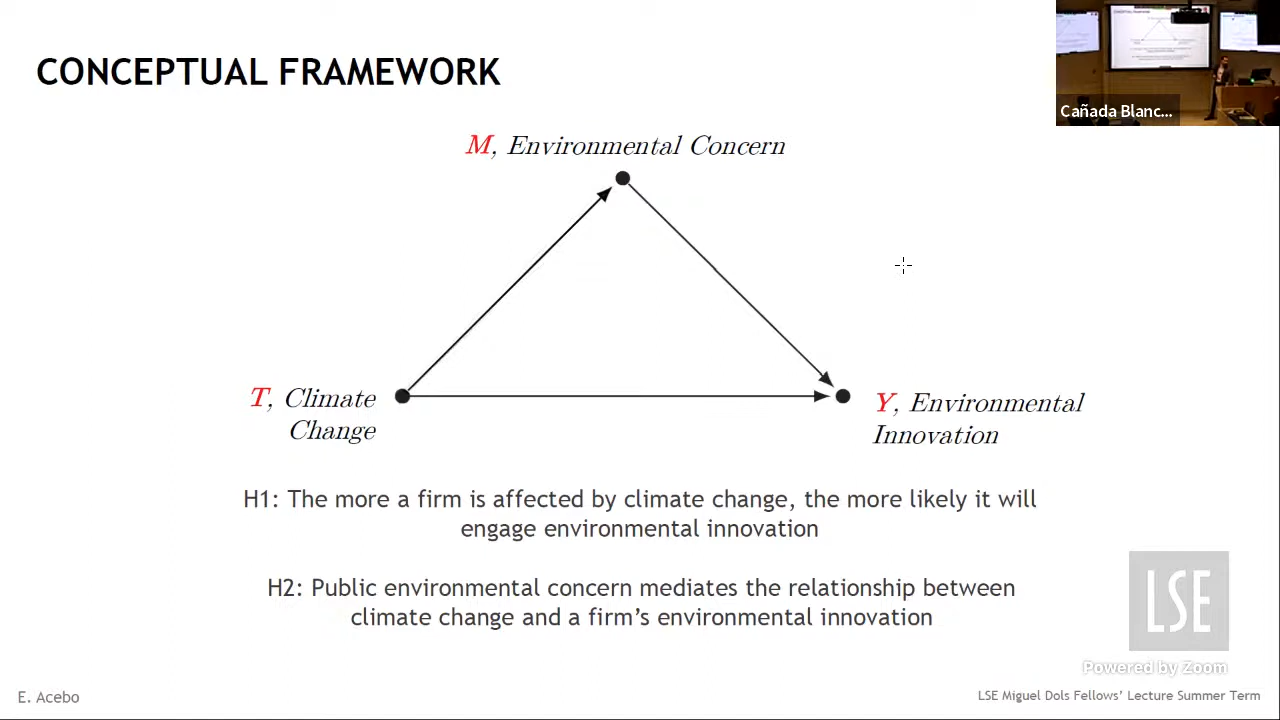 CONCEPTUAL FRAMEWORK
Cañada Blanc...
M, Environmental Concern
T, Climate
Change
Y, Environmental
Innovation
H1: The more a firm is affected by climate change, the more likely it will
engage environmental innovation
H2: Public environmental concern mediates the relationship between
climate change and a firm’s environmental innovation
LSE
Powered by Zoom
E. Acebo
LSE Miguel Dols Fellows’ Lecture Summer Term